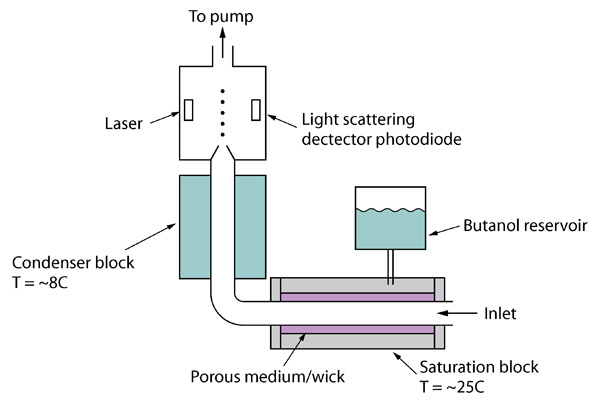 To pump
Laser
Light scattering
dectector photodiode
Butanol reservoir
Condenser block
T = ~8C
Inlet
Porous medium/wick
Saturation block
T = ~25C